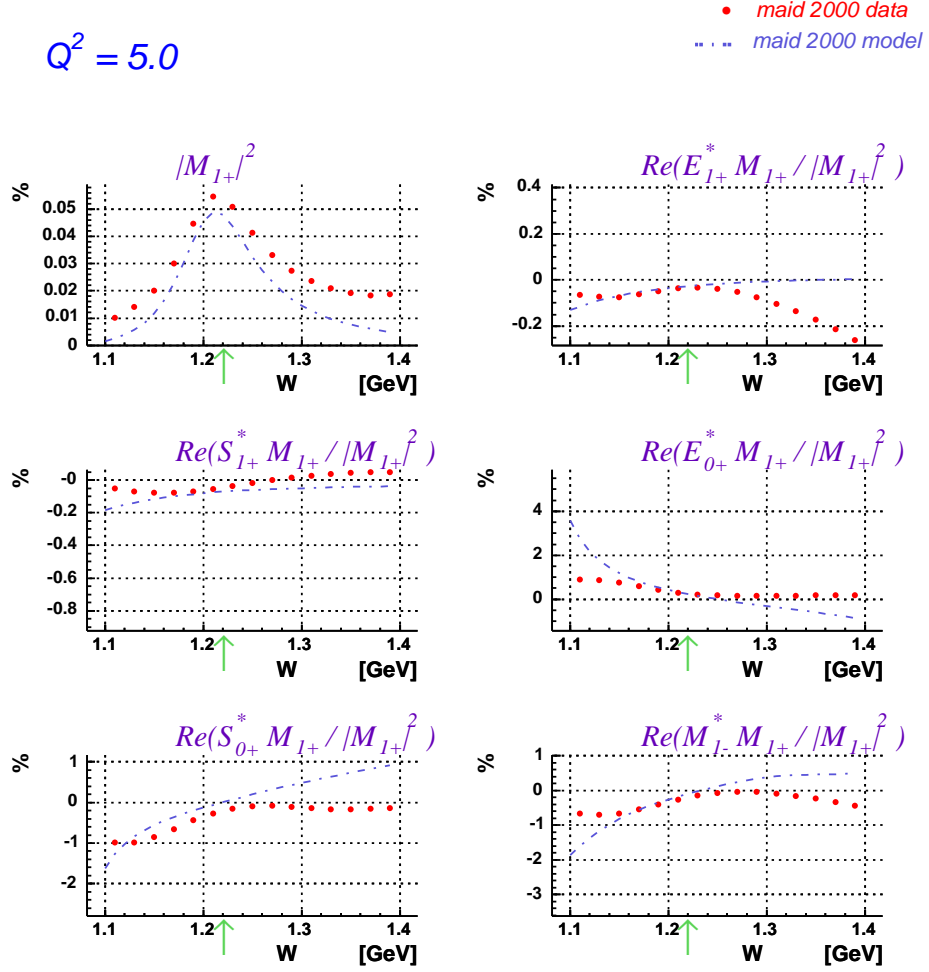 maid 2000 data
maid 2000 model
Q² = 5.0
|M₁₊|²
%
0.05
0.04
0.03
0.02
0.01
0
1.1 1.2 1.3 1.4
W [GeV]
Re(E*₁₊ M₁₊ / |M₁₊|²)
%
0.4
0.2
0
-0.2
1.1 1.2 1.3 1.4
W [GeV]
Re(S*₁₊ M₁₊ / |M₁₊|²)
%
-0
-0.2
-0.4
-0.6
-0.8
1.1 1.2 1.3 1.4
W [GeV]
Re(E*₀₊ M₁₊ / |M₁₊|²)
%
4
2
0
1.1 1.2 1.3 1.4
W [GeV]
Re(S*₀₊ M₁₊ / |M₁₊|²)
%
1
0
-1
-2
1.1 1.2 1.3 1.4
W [GeV]
Re(M*₁₋ M₁₊ / |M₁₊|²)
%
1
0
-1
-2
-3
1.1 1.2 1.3 1.4
W [GeV]